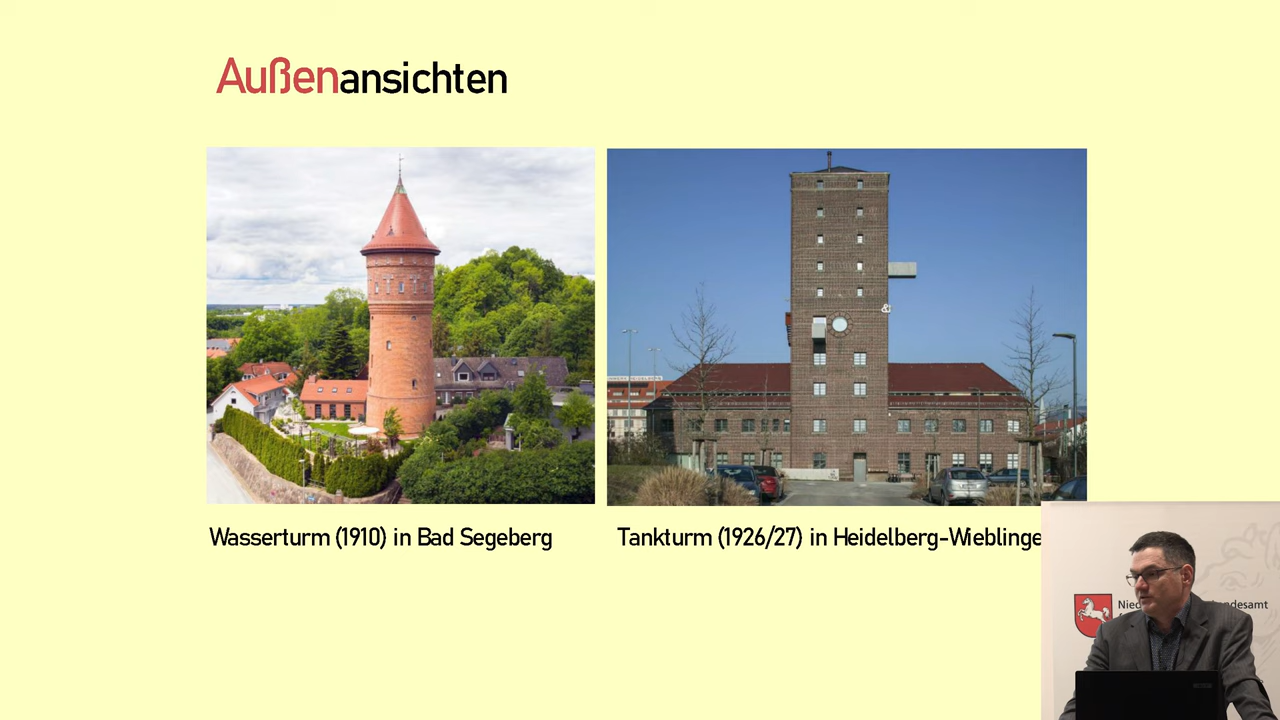 Außenansichten
&
Wasserturm (1910) in Bad Segeberg
Tankturm (1926/27) in Heidelberg-Wieblinge